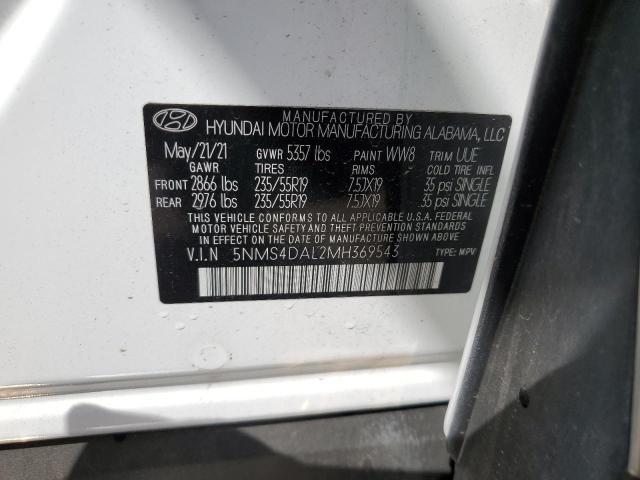 MANUFACTURED BY
HYUNDAI MOTOR MANUFACTURING ALABAMA, LLC
May/21/21 GVWR 5357 lbs PAINT WW8 TRIM UUE
GAWR TIRES RIMS COLD TIRE INFL
FRONT 2866 lbs 235/55R19 7.5JX19 35 psi SINGLE
REAR 2976 lbs 235/55R19 7.5JX19 35 psi SINGLE
THIS VEHICLE CONFORMS TO ALL APPLICABLE U.S.A. FEDERAL
MOTOR VEHICLE SAFETY AND THEFT PREVENTION STANDARDS
IN EFFECT ON THE DATE OF MANUFACTURE SHOWN ABOVE.
V.I.N 5NMS4DAL2MH369543 TYPE: MPV